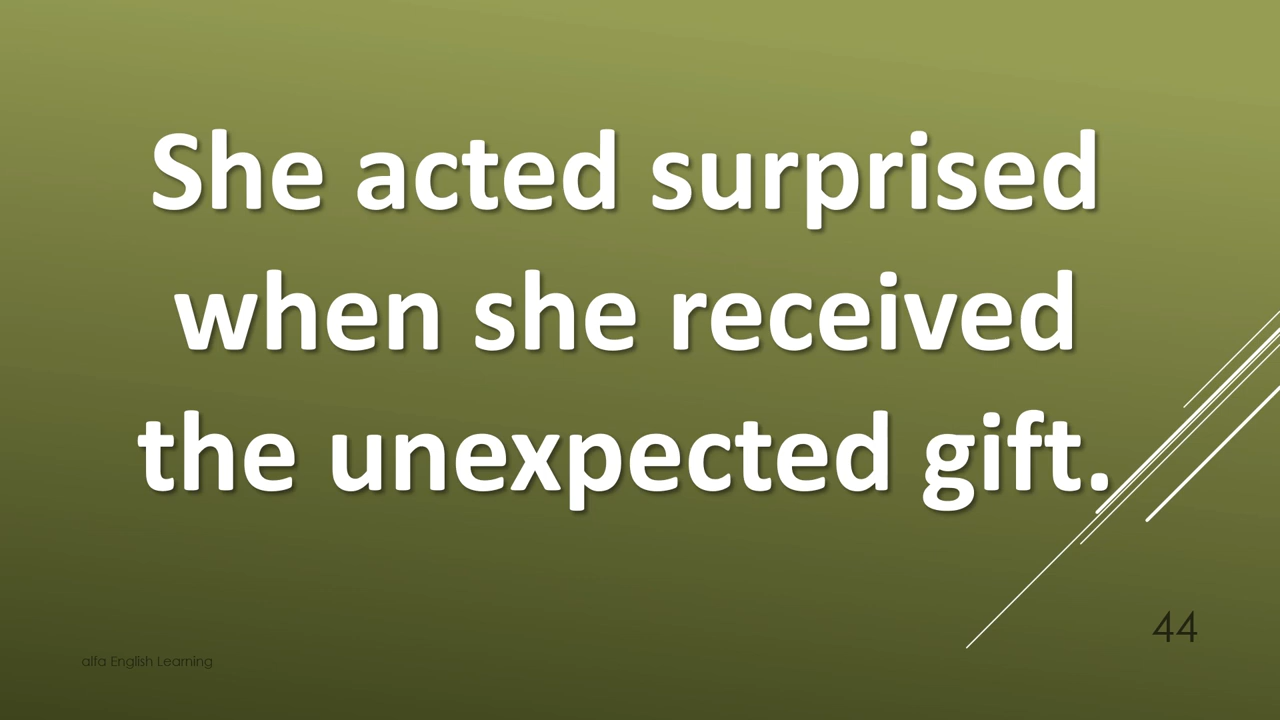 She acted surprised
when she received
the unexpected gift.
44
alfa English Learning